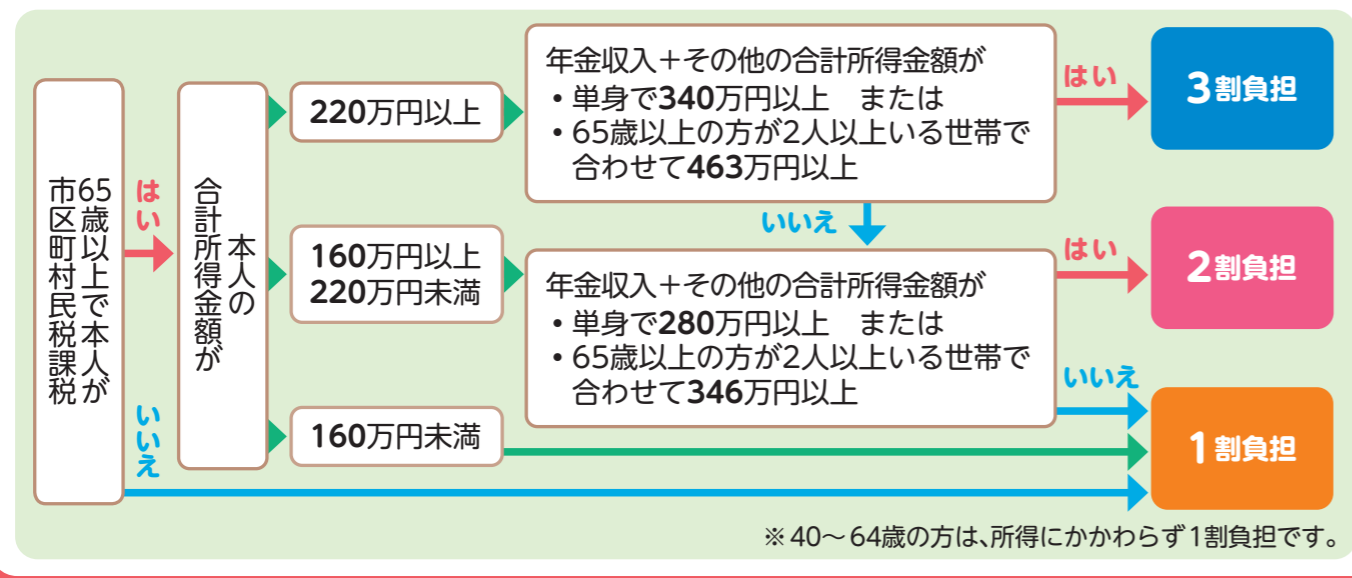 65歳以上で本人が
市区町村民税課税
はい
いいえ
本人の
合計所得金額が
220万円以上
160万円以上
220万円未満
160万円未満
年金収入＋その他の合計所得金額が
・単身で340万円以上　または
・65歳以上の方が2人以上いる世帯で
合わせて463万円以上
はい
3割負担
いいえ
年金収入＋その他の合計所得金額が
・単身で280万円以上　または
・65歳以上の方が2人以上いる世帯で
合わせて346万円以上
はい
2割負担
いいえ
1割負担
※40〜64歳の方は、所得にかかわらず1割負担です。